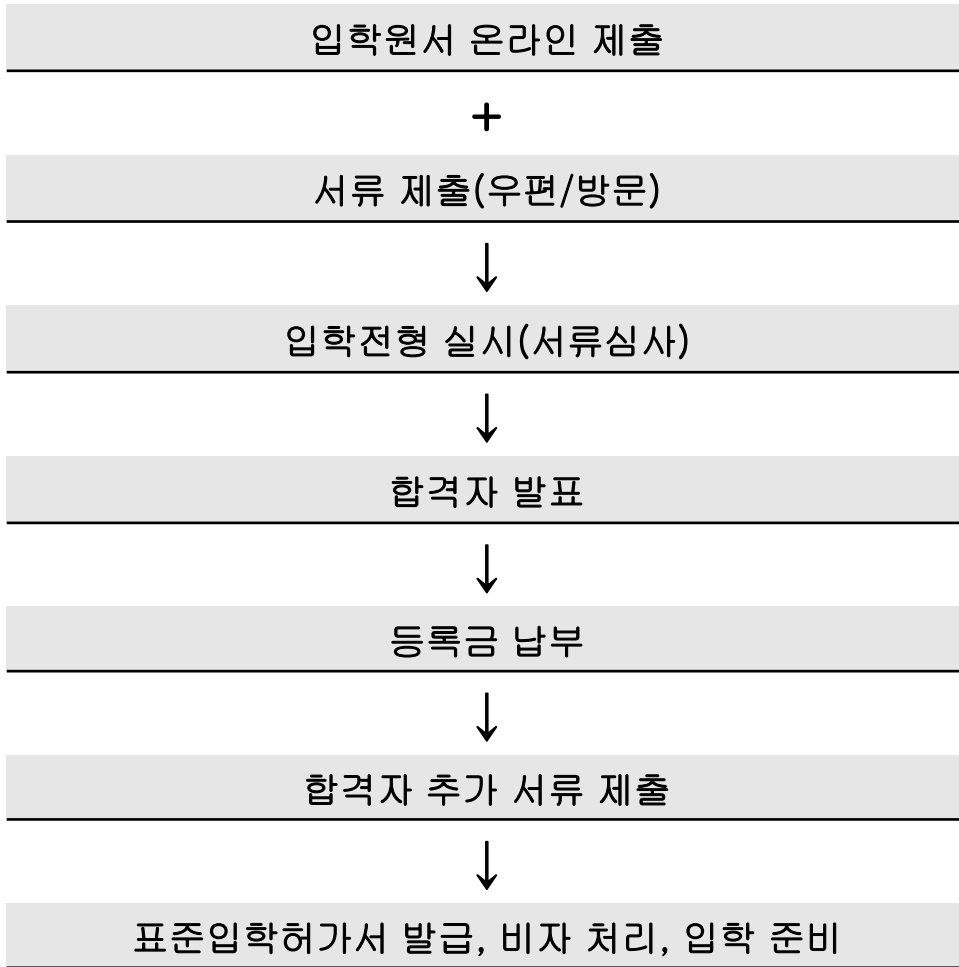 입학원서 온라인 제출
+
서류 제출(우편/방문)
↓
입학전형 실시(서류심사)
↓
합격자 발표
↓
등록금 납부
↓
합격자 추가 서류 제출
↓
표준입학허가서 발급, 비자 처리, 입학 준비